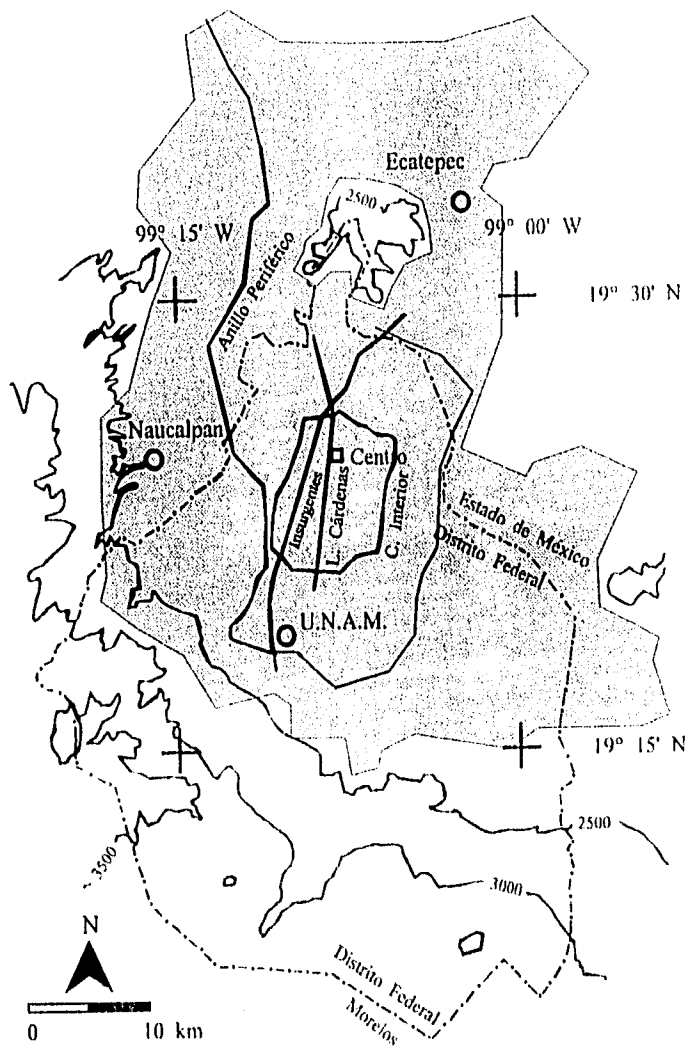 Ecatepec
2500
99° 15' W
99° 00' W
Anillo Periférico
19° 30' N
Naucalpan
Centro
Insurgentes
L. Cárdenas
C. Interior
Estado de México
Distrito Federal
U.N.A.M.
19° 15' N
2500
3500
3000
N
Distrito Federal
Morelos
0 10 km